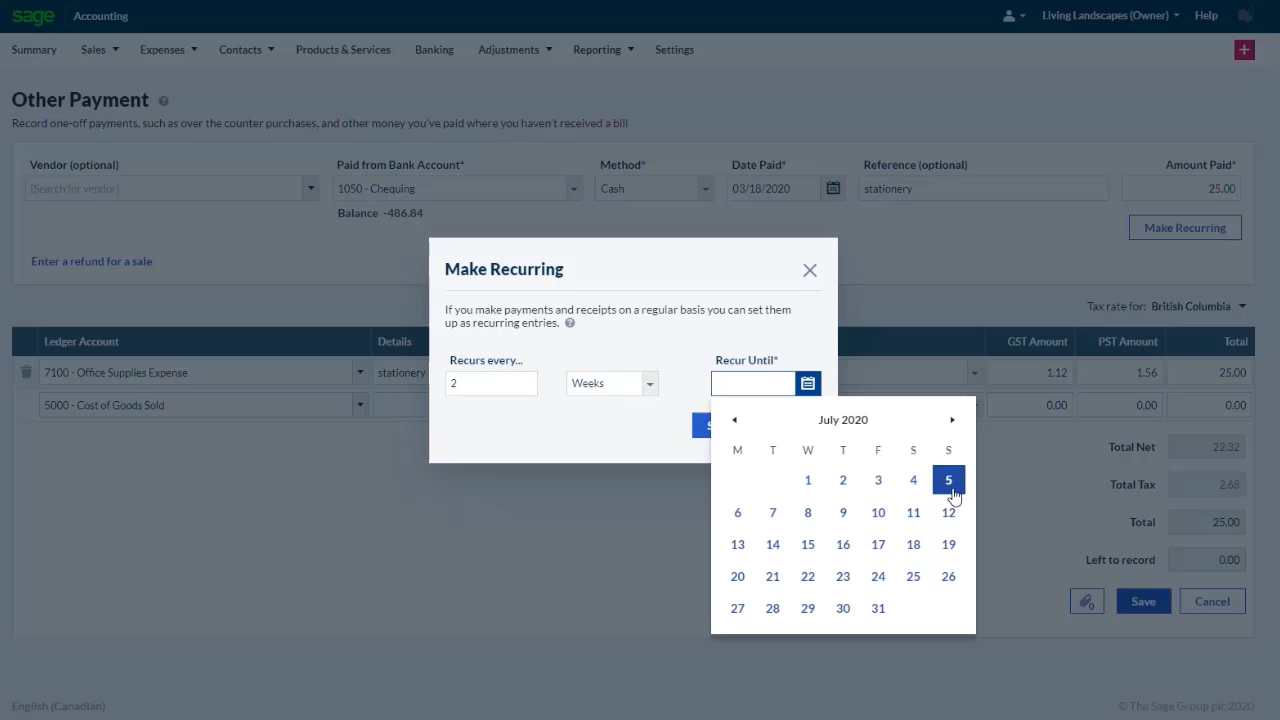 sage Accounting Living Landscapes (Owner) Help
Summary Sales Expenses Contacts Products & Services Banking Adjustments Reporting Settings
Other Payment
Record one-off payments, such as over the counter purchases, and other money you've paid where you haven't received a bill
Vendor (optional) Paid from Bank Account* Method* Date Paid* Reference (optional) Amount Paid*
[Search for vendor] 1050 - Chequing Cash 03/18/2020 stationery 25.00
Balance -486.84
Make Recurring
Enter a refund for a sale
Make Recurring
If you make payments and receipts on a regular basis you can set them
up as recurring entries.
Recurs every... Recur Until*
2 Weeks
Tax rate for: British Columbia
Ledger Account Details GST Amount PST Amount Total
7100 - Office Supplies Expense stationery 1.12 1.56 25.00
5000 - Cost of Goods Sold 0.00 0.00 0.00
July 2020
M T W T F S S
1 2 3 4 5
6 7 8 9 10 11 12
13 14 15 16 17 18 19
20 21 22 23 24 25 26
27 28 29 30 31
Total Net 22.32
Total Tax 2.68
Total 25.00
Left to record 0.00
Save Cancel
English (Canadian) © The Sage Group plc 2020